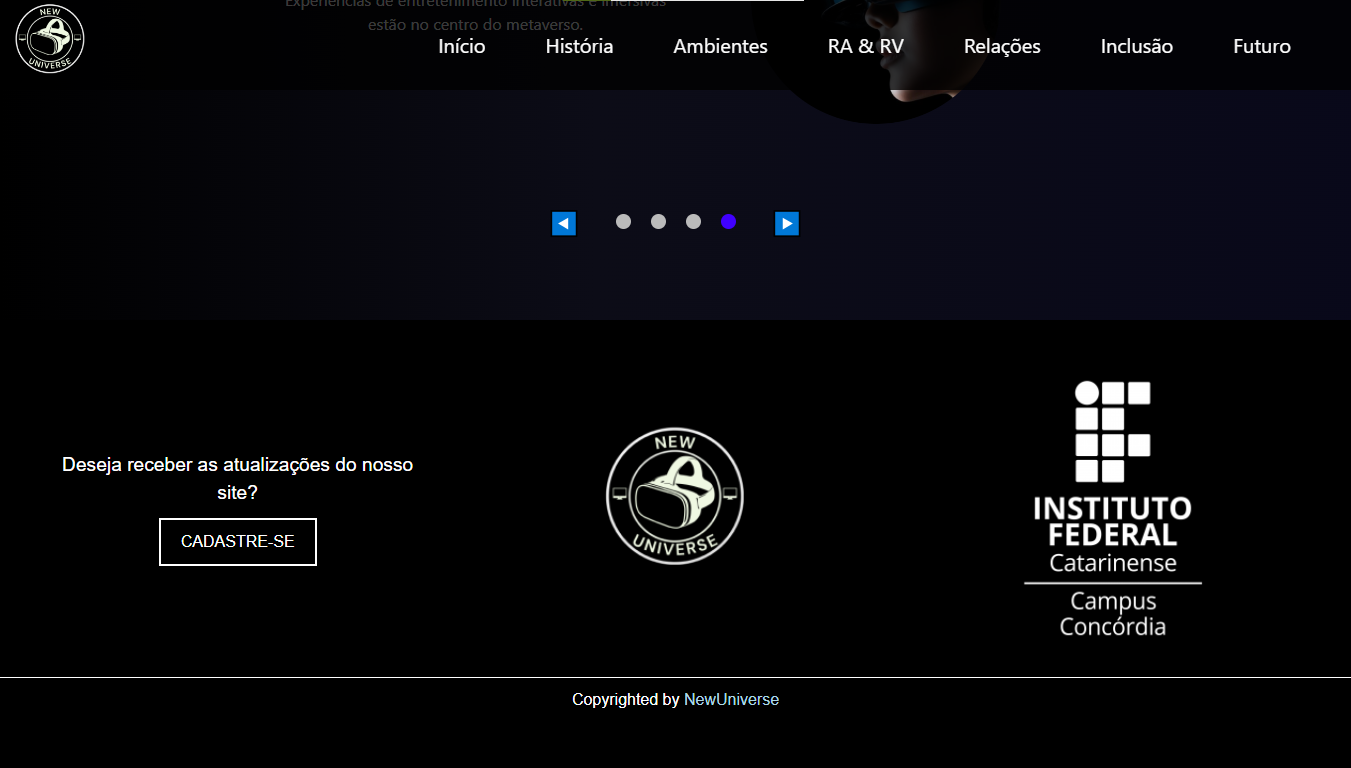 Experiências de entretenimento interativas e imersivas
estão no centro do metaverso.
NEW
UNIVERSE
Início História Ambientes RA & RV Relações Inclusão Futuro
Deseja receber as atualizações do nosso
site?
CADASTRE-SE
NEW
UNIVERSE
INSTITUTO
FEDERAL
Catarinense
Campus
Concórdia
Copyrighted by NewUniverse